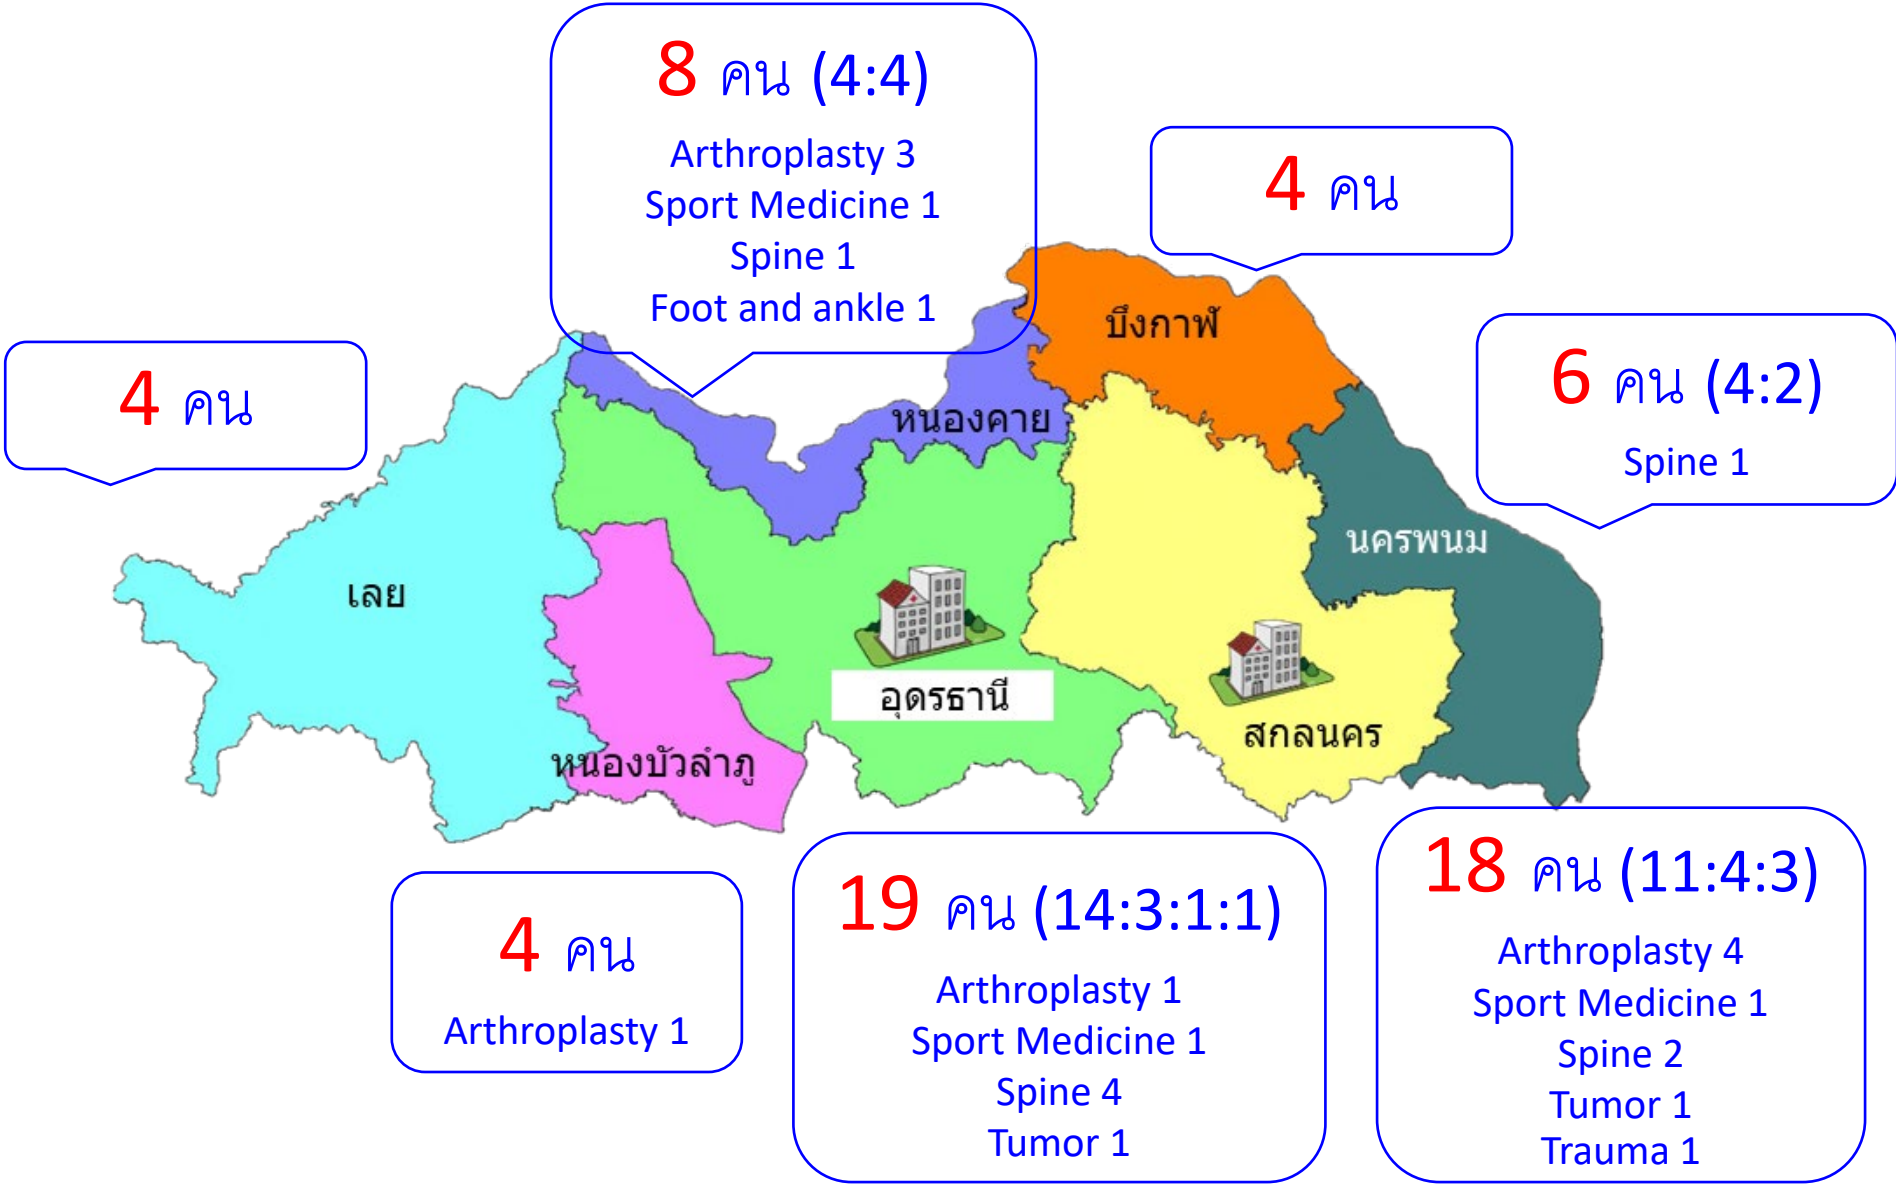 8 คน (4:4)
Arthroplasty 3
Sport Medicine 1
Spine 1
Foot and ankle 1
4 คน
4 คน
6 คน (4:2)
Spine 1
บึงกาฬ
หนองคาย
นครพนม
เลย
อุดรธานี
สกลนคร
หนองบัวลำภู
4 คน
Arthroplasty 1
19 คน (14:3:1:1)
Arthroplasty 1
Sport Medicine 1
Spine 4
Tumor 1
18 คน (11:4:3)
Arthroplasty 4
Sport Medicine 1
Spine 2
Tumor 1
Trauma 1